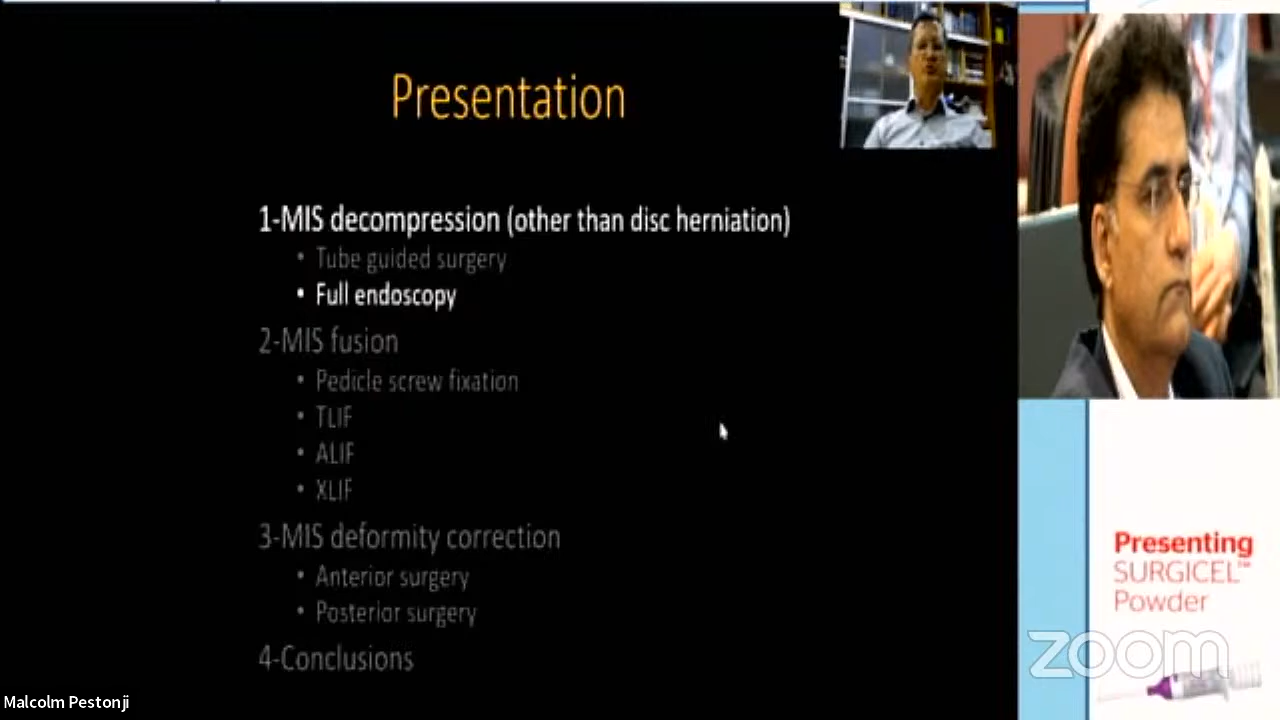 Presentation
1-MIS decompression (other than disc herniation)
• Tube guided surgery
• Full endoscopy
2-MIS fusion
• Pedicle screw fixation
• TLIF
• ALIF
• XLIF
3-MIS deformity correction
• Anterior surgery
• Posterior surgery
4-Conclusions
Presenting
SURGICEL™
Powder
zoom
Malcolm Pestonji